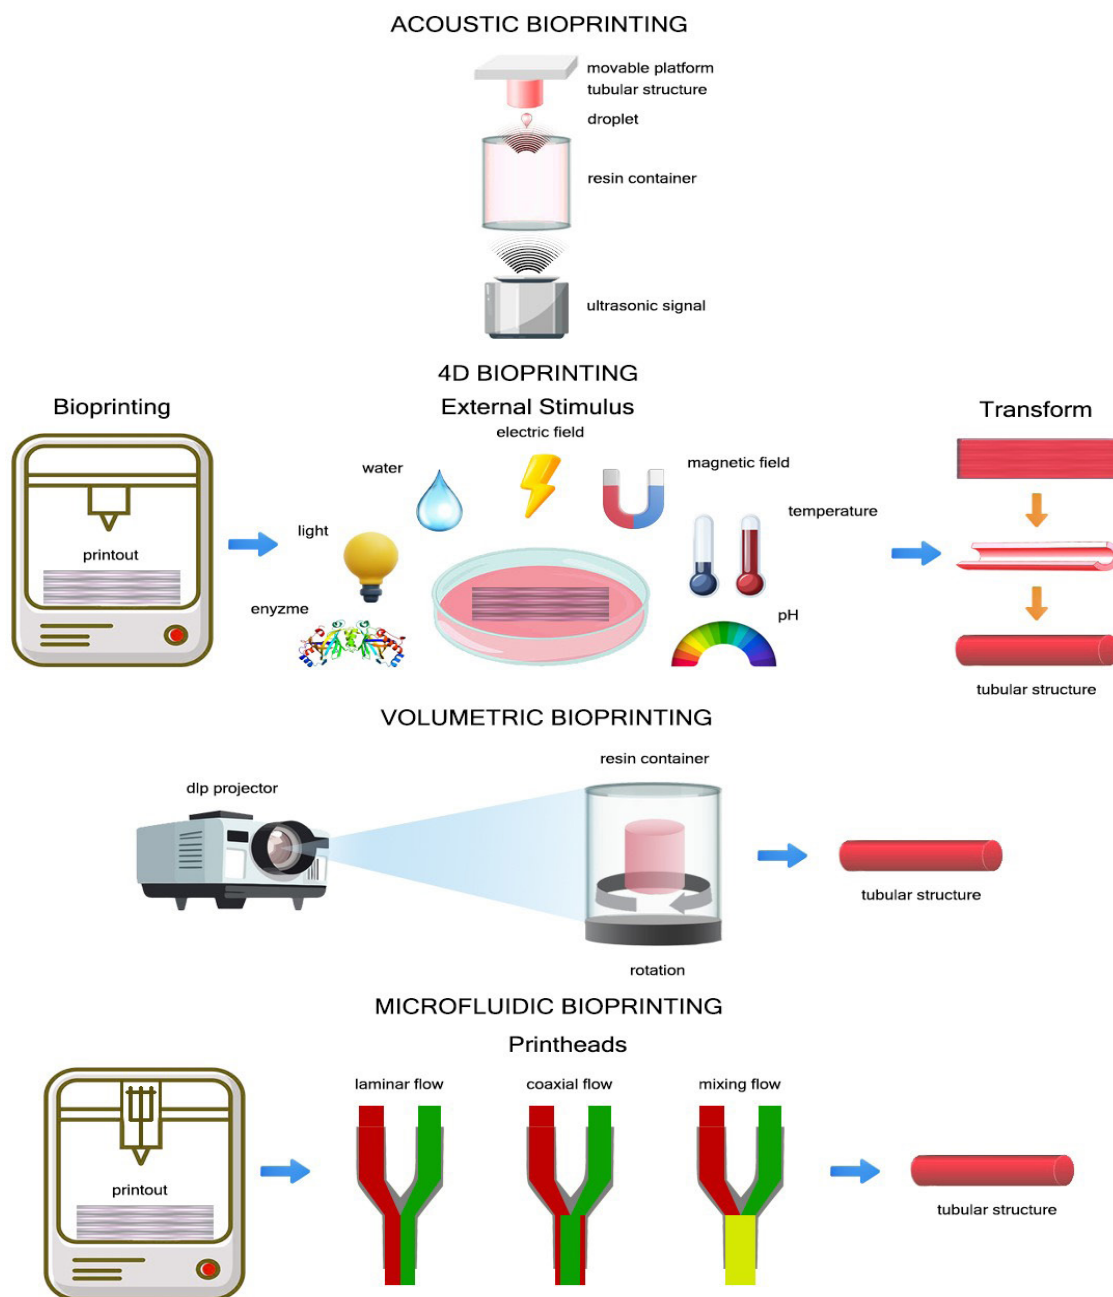 ACOUSTIC BIOPRINTING
movable platform
tubular structure
droplet
resin container
ultrasonic signal
4D BIOPRINTING
Bioprinting
External Stimulus
Transform
electric field
water
magnetic field
light
temperature
printout
enyzme
pH
tubular structure
VOLUMETRIC BIOPRINTING
resin container
dlp projector
tubular structure
rotation
MICROFLUIDIC BIOPRINTING
Printheads
laminar flow
coaxial flow
mixing flow
printout
tubular structure